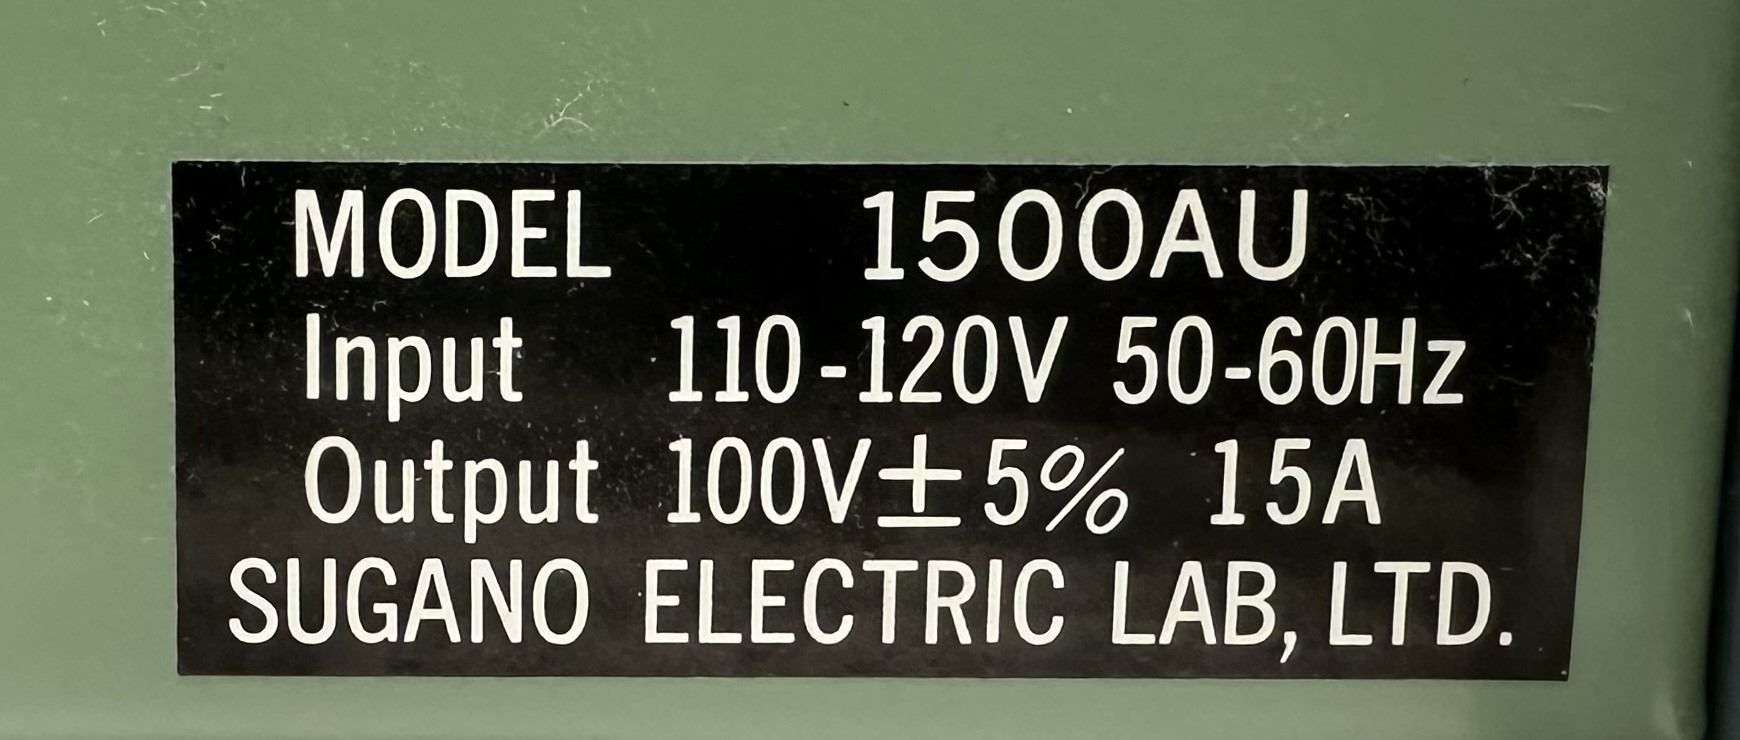 MODEL 1500AU
Input 110-120V 50-60Hz
Output 100V±5% 15A
SUGANO ELECTRIC LAB, LTD.